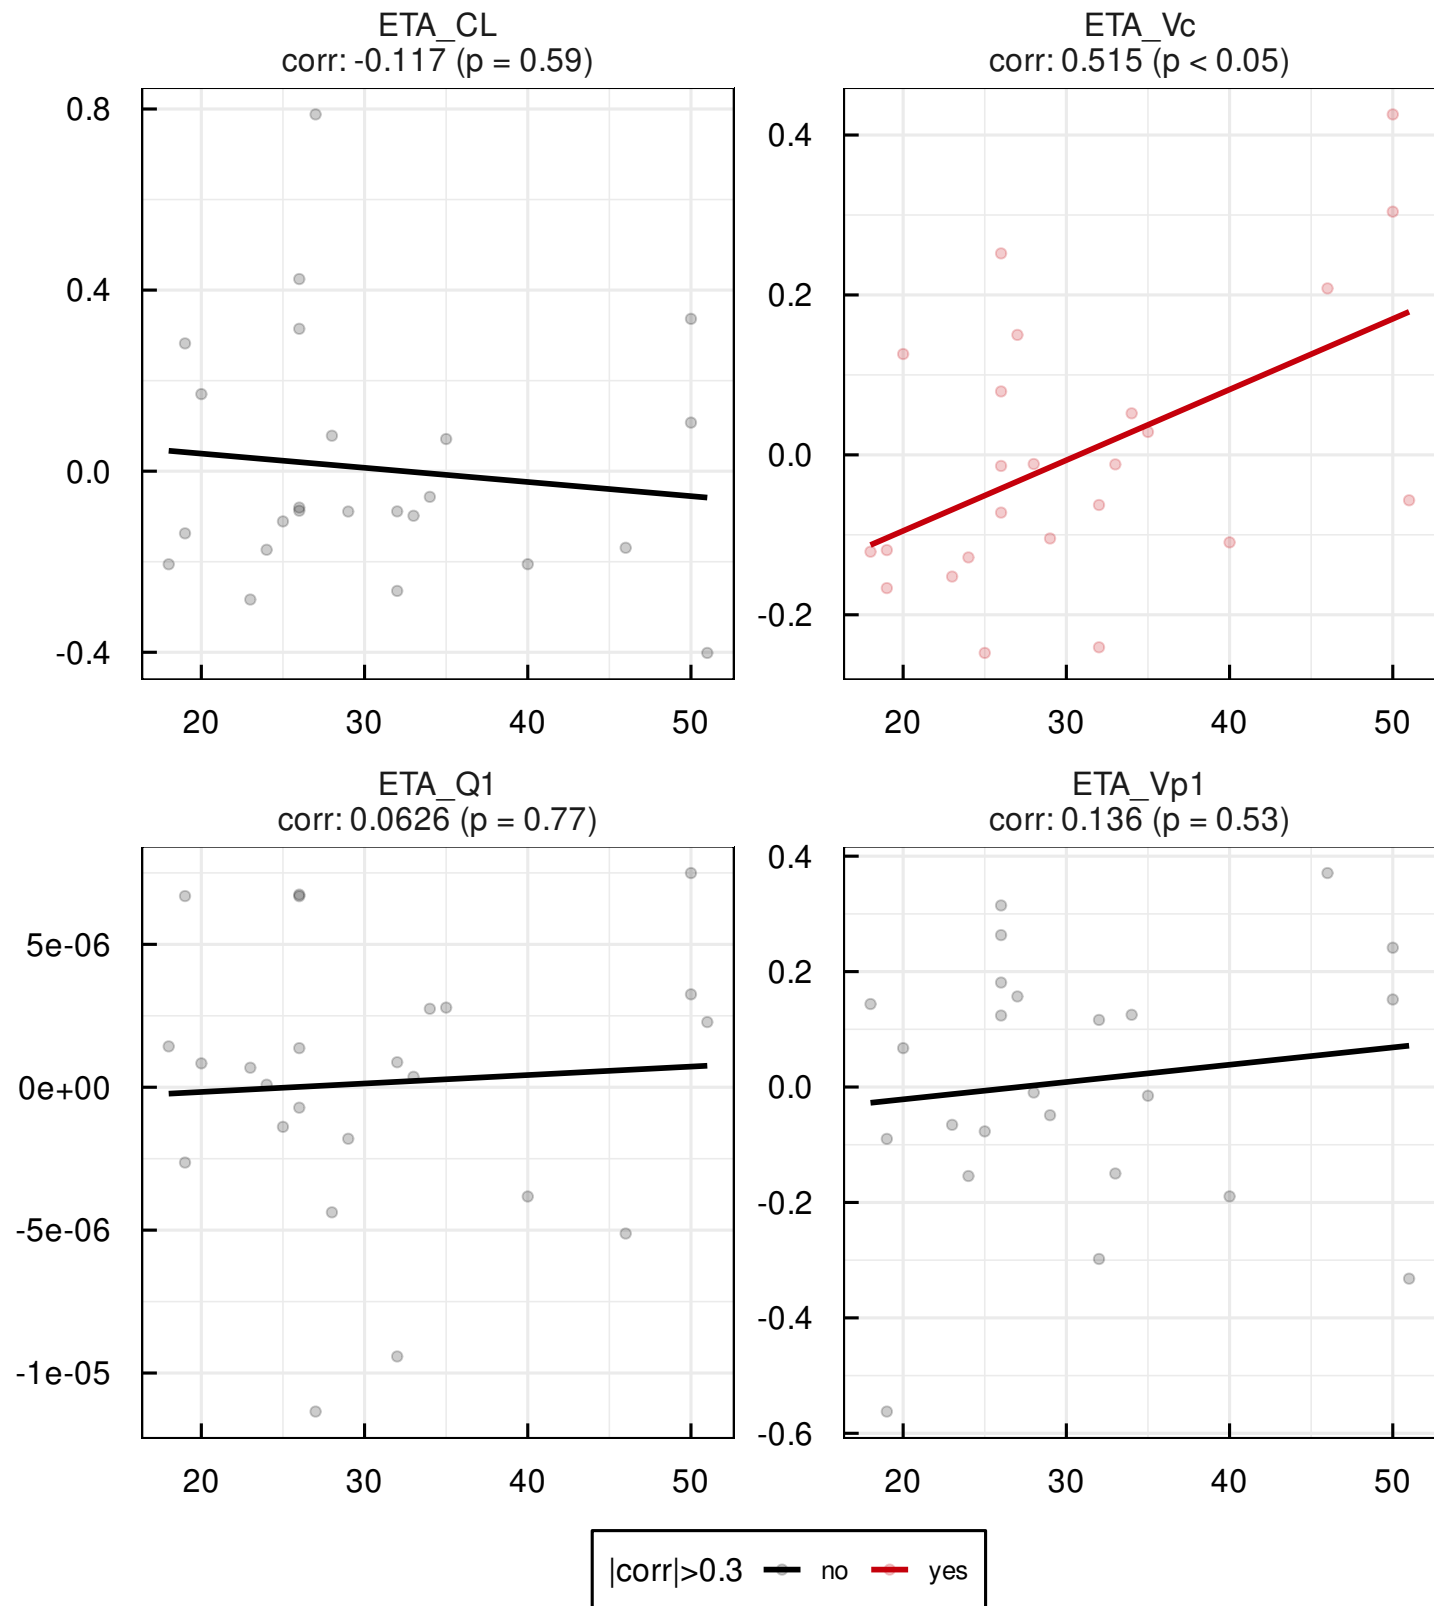 ETA_CL
corr: -0.117 (p = 0.59)
0.8
0.4
0.0
-0.4
20 30 40 50
ETA_Vc
corr: 0.515 (p < 0.05)
0.4
0.2
0.0
-0.2
20 30 40 50
ETA_Q1
corr: 0.0626 (p = 0.77)
5e-06
0e+00
-5e-06
-1e-05
20 30 40 50
ETA_Vp1
corr: 0.136 (p = 0.53)
0.4
0.2
0.0
-0.2
-0.4
-0.6
20 30 40 50
|corr|>0.3 no yes